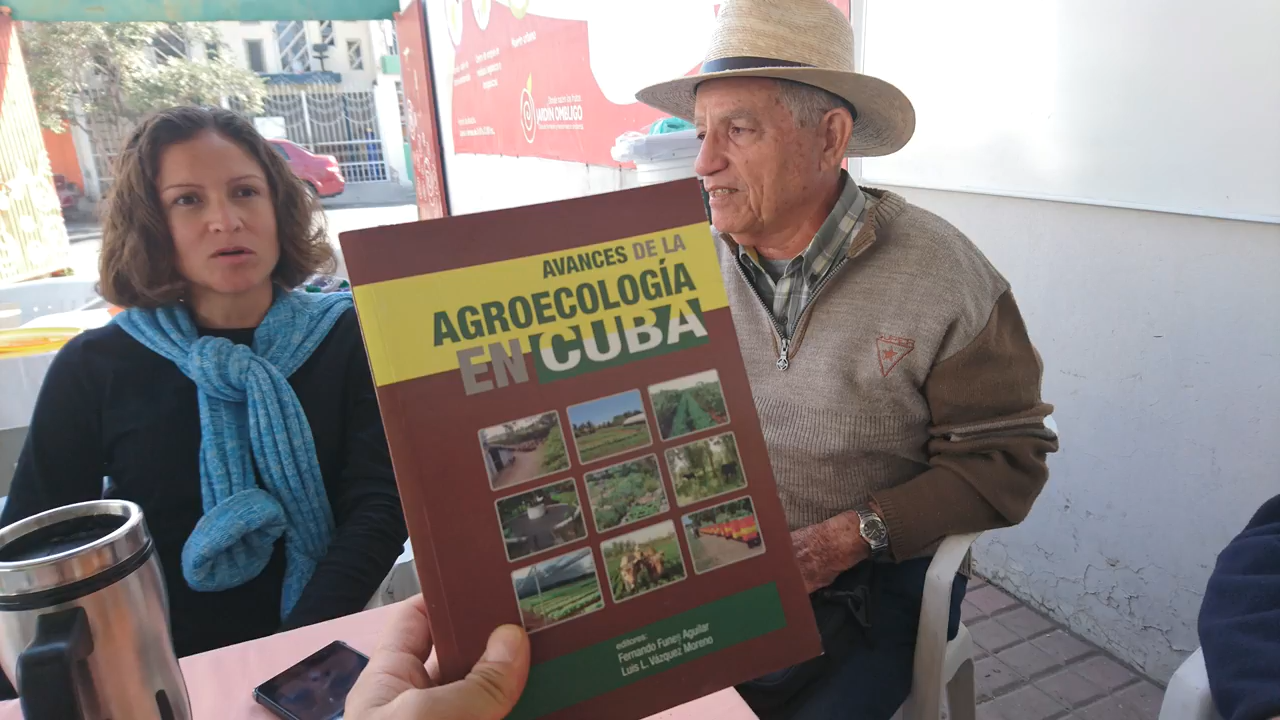 JARDÍN OMBLIGO
AVANCES DE LA
AGROECOLOGÍA
EN CUBA
editores:
Fernando Funes Aguilar
Luis L. Vázquez Moreno